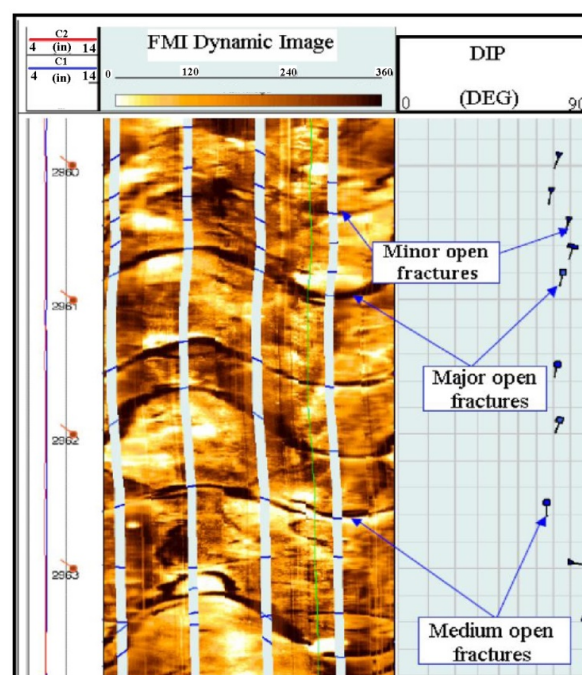 C2
4 (in) 14
C1
4 (in) 14
FMI Dynamic Image
0 120 240 360
DIP
(DEG)
0 90
2960
Minor open
fractures
2961
Major open
fractures
2962
2963
Medium open
fractures